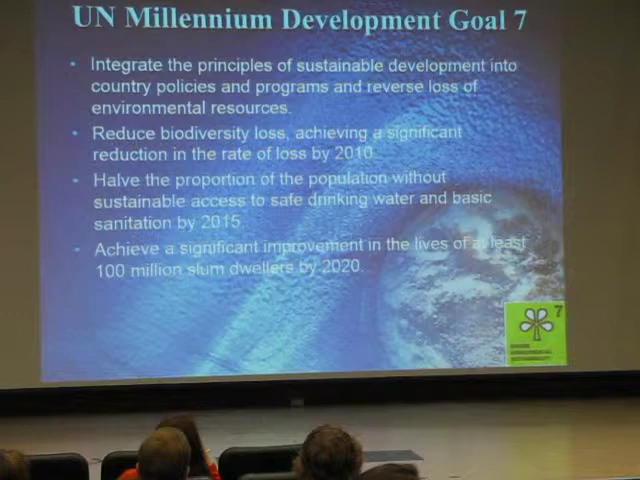 UN Millennium Development Goal 7
• Integrate the principles of sustainable development into
country policies and programs and reverse loss of
environmental resources.
• Reduce biodiversity loss, achieving a significant
reduction in the rate of loss by 2010.
• Halve the proportion of the population without
sustainable access to safe drinking water and basic
sanitation by 2015.
• Achieve a significant improvement in the lives of at least
100 million slum dwellers by 2020.
7